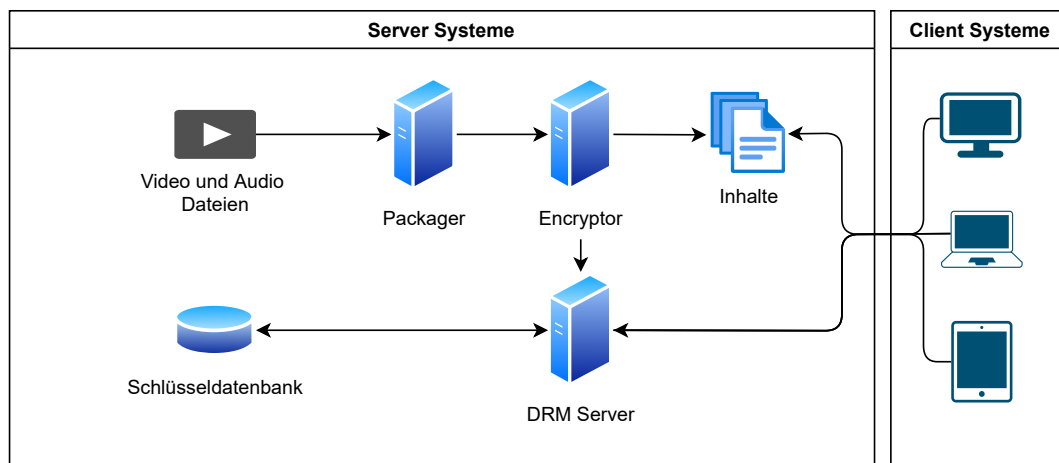 Server Systeme
Client Systeme
Video und Audio
Dateien
Packager
Encryptor
Inhalte
Schlüsseldatenbank
DRM Server